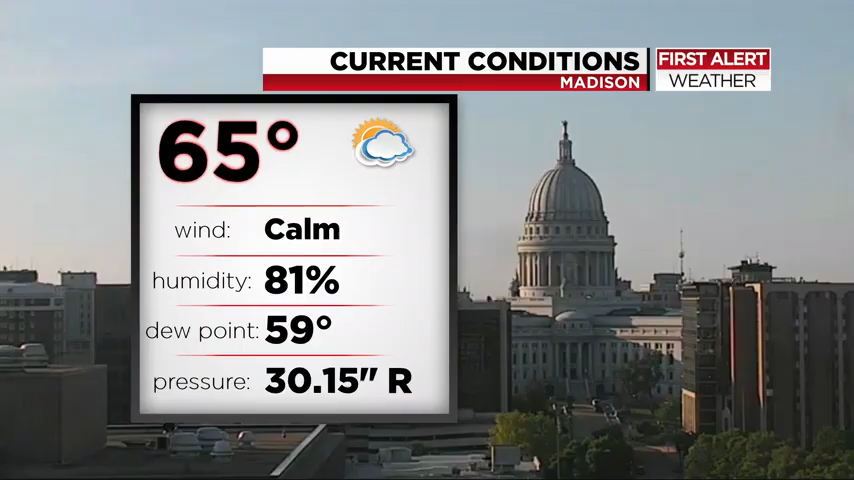 CURRENT CONDITIONS
MADISON
FIRST ALERT
WEATHER
65°
wind: Calm
humidity: 81%
dew point: 59°
pressure: 30.15" R